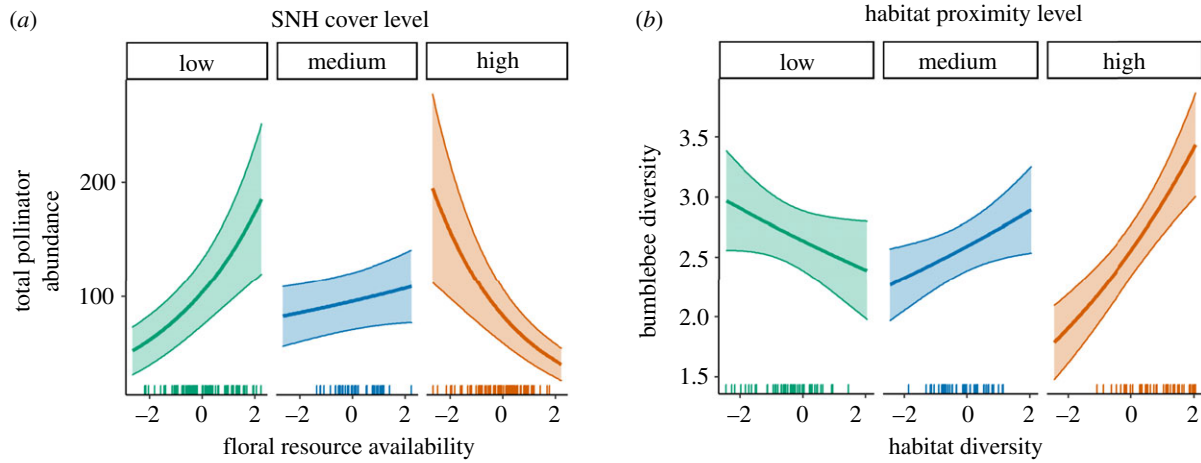 (a)
SNH cover level
low medium high
total pollinator
abundance
200
100
−2 0 2 −2 0 2 −2 0 2
floral resource availability
(b)
habitat proximity level
low medium high
bumblebee diversity
3.5
3.0
2.5
2.0
1.5
−2 0 2 −2 0 2 −2 0 2
habitat diversity